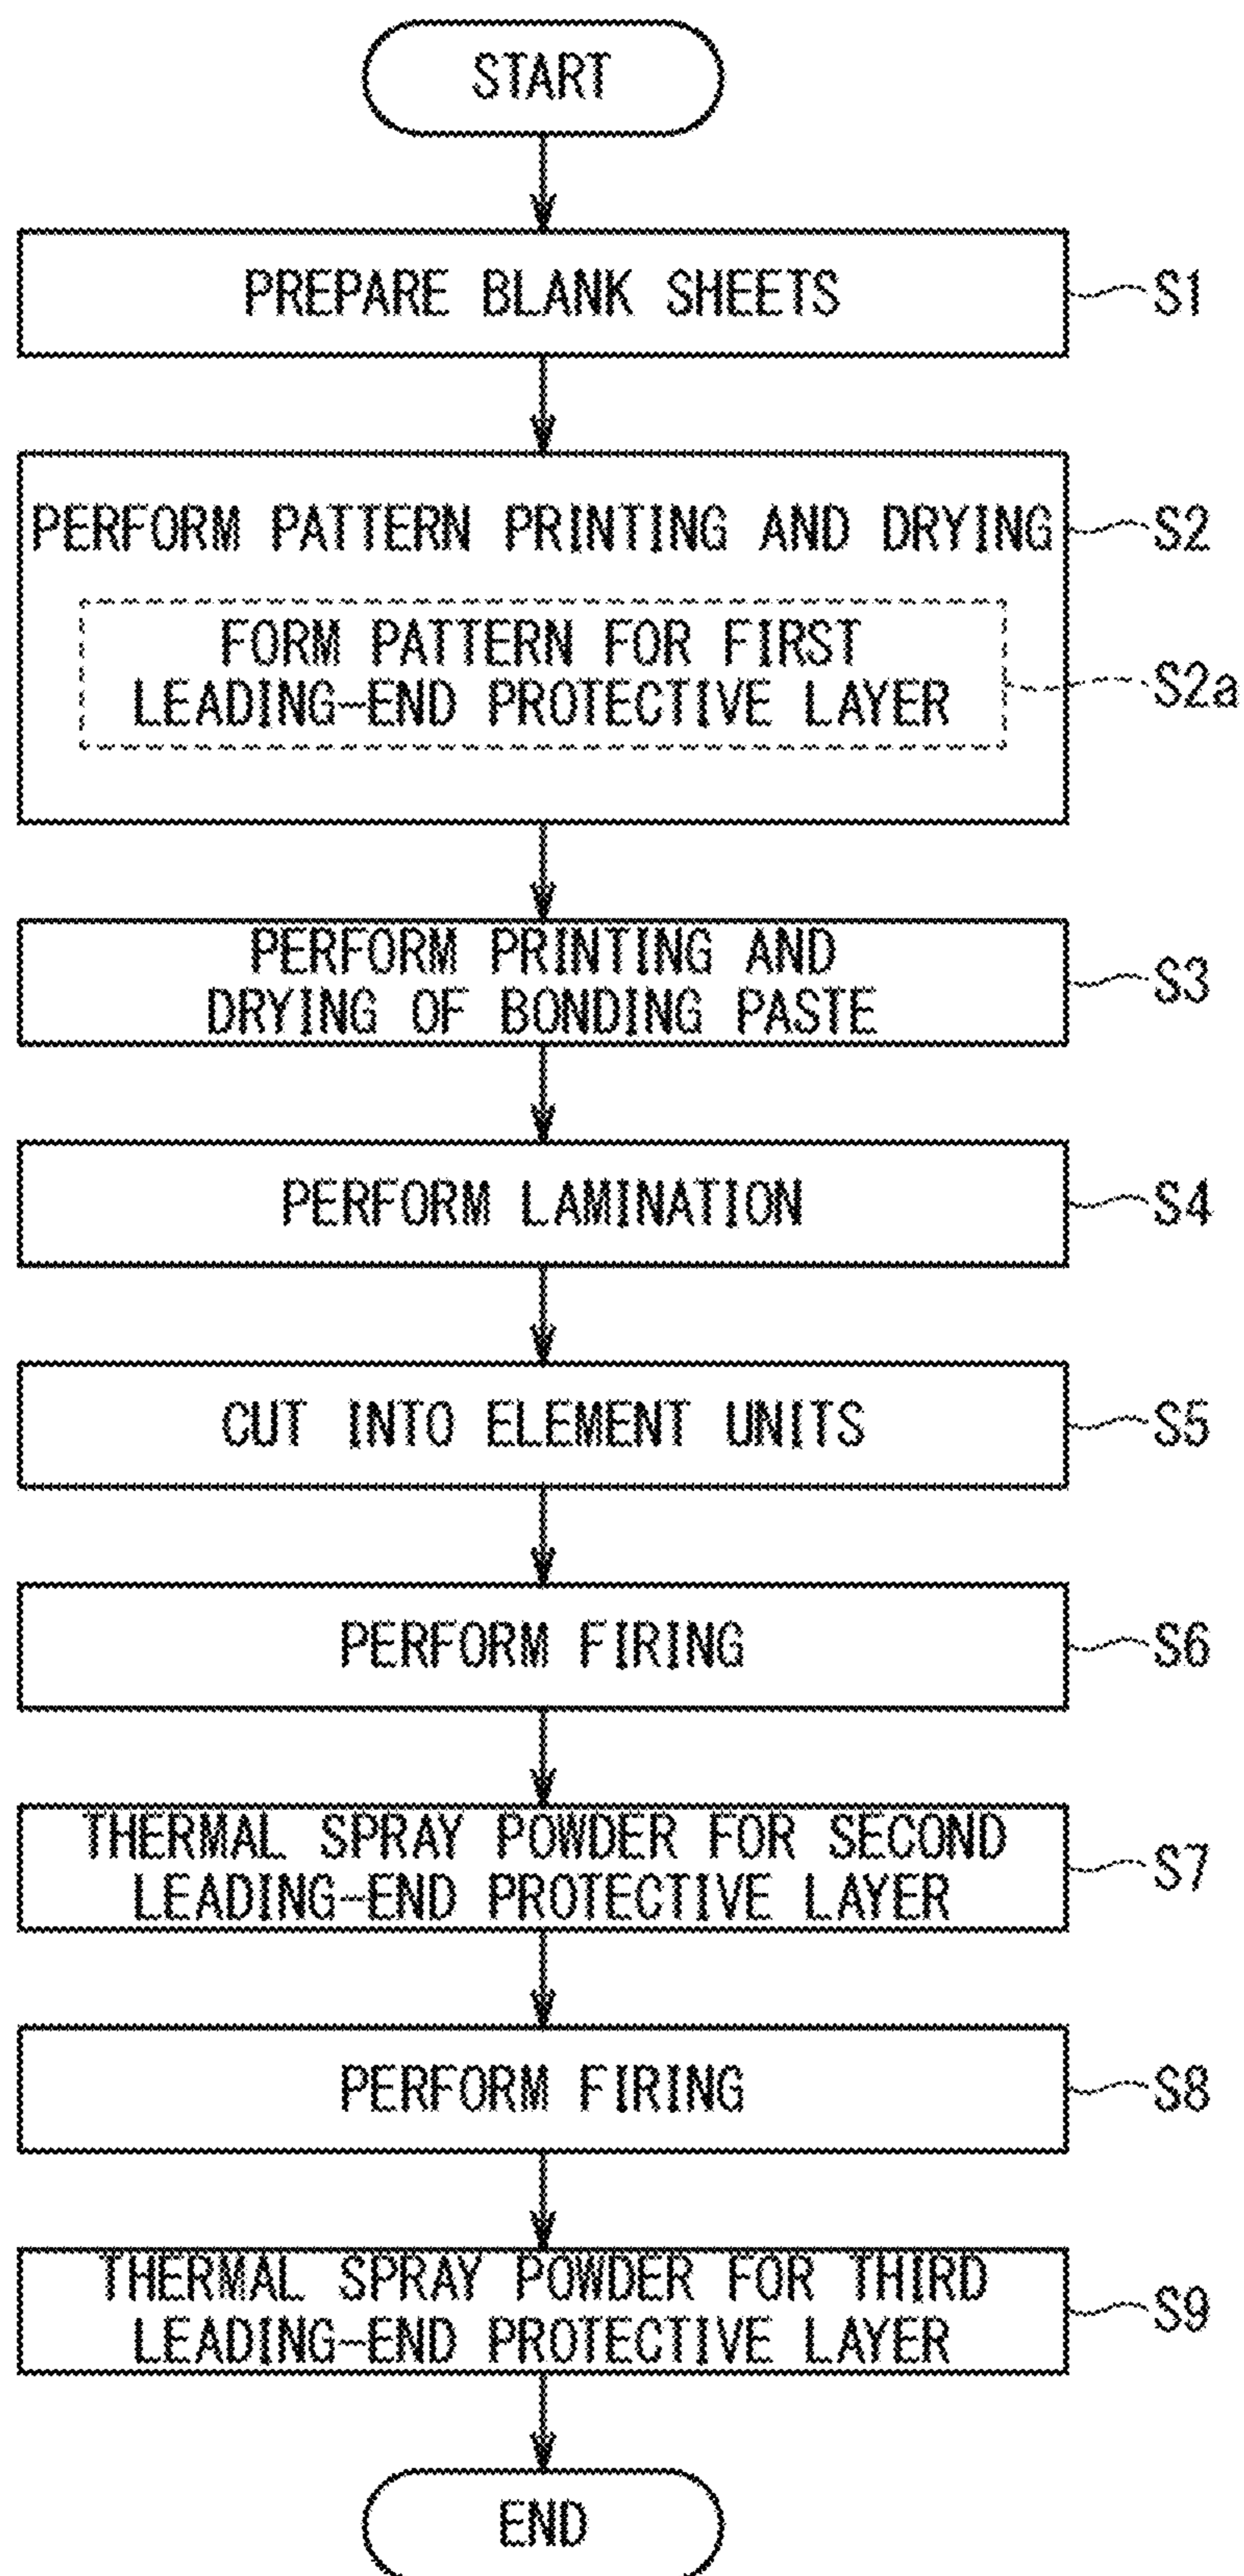 START
PREPARE BLANK SHEETS
S1
PERFORM PATTERN PRINTING AND DRYING
S2
FORM PATTERN FOR FIRST
LEADING-END PROTECTIVE LAYER
S2a
PERFORM PRINTING AND
DRYING OF BONDING PASTE
S3
PERFORM LAMINATION
S4
CUT INTO ELEMENT UNITS
S5
PERFORM FIRING
S6
THERMAL SPRAY POWDER FOR SECOND
LEADING-END PROTECTIVE LAYER
S7
PERFORM FIRING
S8
THERMAL SPRAY POWDER FOR THIRD
LEADING-END PROTECTIVE LAYER
S9
END